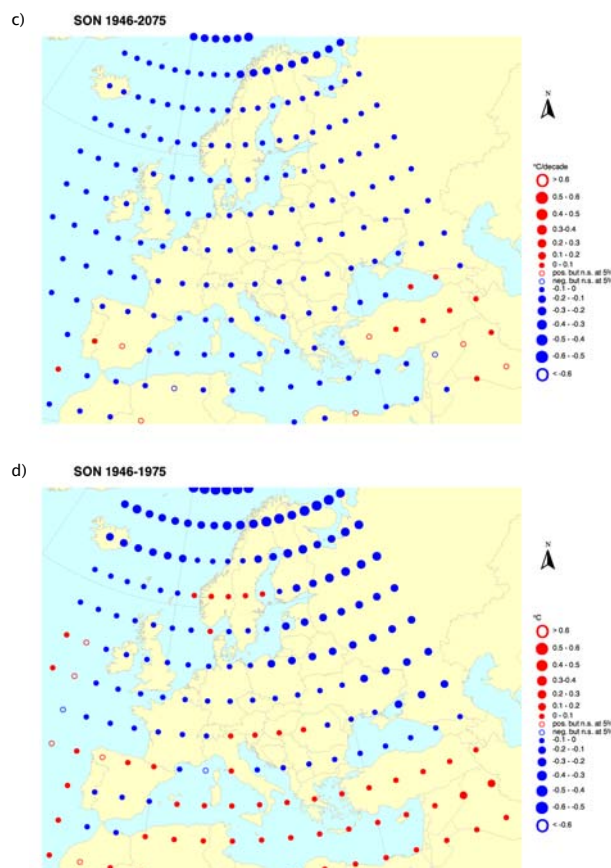 c)
SON 1946-2075
N
°C/decade
> 0.6
0.5 - 0.6
0.4 - 0.5
0.3-0.4
0.2 - 0.3
0.1 - 0.2
0 - 0.1
pos. but n.s. at 5%
neg. but n.s. at 5%
-0.1 - 0
-0.2 - -0.1
-0.3 - -0.2
-0.4 - -0.3
-0.5 - -0.4
-0.6 - -0.5
< -0.6
d)
SON 1946-1975
N
°C
> 0.6
0.5 - 0.6
0.4 - 0.5
0.3-0.4
0.2 - 0.3
0.1 - 0.2
0 - 0.1
pos. but n.s. at 5%
neg. but n.s. at 5%
-0.1 - 0
-0.2 - -0.1
-0.3 - -0.2
-0.4 - -0.3
-0.5 - -0.4
-0.6 - -0.5
< -0.6